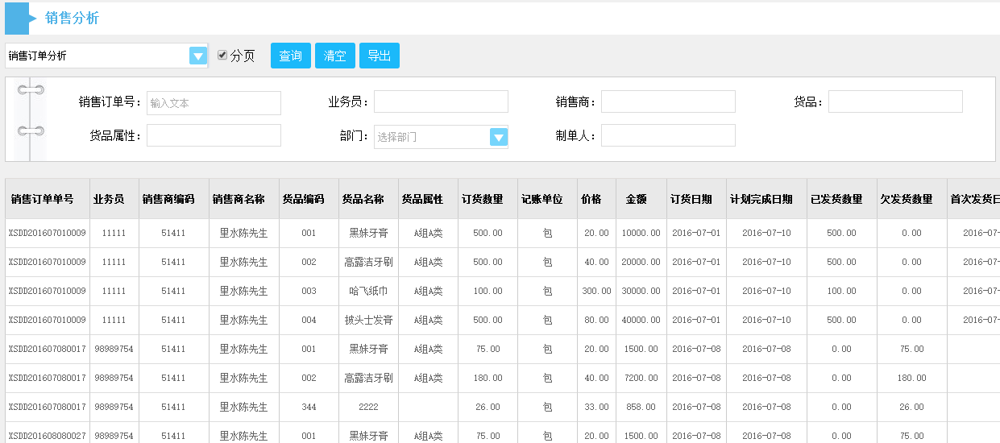 销售分析
销售订单分析 分页 查询 清空 导出
销售订单号： 输入文本 业务员： 销售商： 货品：
货品属性： 部门： 选择部门 制单人：
销售订单单号 业务员 销售商编码 销售商名称 货品编码 货品名称 货品属性 订货数量 记账单位 价格 金额 订货日期 计划完成日期 已发货数量 欠发货数量 首次发货日
XSDD201607010009 11111 51411 里水陈先生 001 黑妹牙膏 A组A类 500.00 包 20.00 10000.00 2016-07-01 2016-07-10 500.00 0.00 2016-07-
XSDD201607010009 11111 51411 里水陈先生 002 高露洁牙刷 A组A类 500.00 包 40.00 20000.00 2016-07-01 2016-07-10 500.00 0.00 2016-07-
XSDD201607010009 11111 51411 里水陈先生 003 哈飞纸巾 A组A类 100.00 包 300.00 30000.00 2016-07-01 2016-07-10 100.00 0.00 2016-07-
XSDD201607010009 11111 51411 里水陈先生 004 披头士发膏 A组A类 500.00 包 80.00 40000.00 2016-07-01 2016-07-10 500.00 0.00 2016-07-
XSDD201607080017 98989754 51411 里水陈先生 001 黑妹牙膏 A组A类 75.00 包 20.00 1500.00 2016-07-08 2016-07-08 0.00 75.00
XSDD201607080017 98989754 51411 里水陈先生 002 高露洁牙刷 A组A类 180.00 包 40.00 7200.00 2016-07-08 2016-07-08 0.00 180.00
XSDD201607080017 98989754 51411 里水陈先生 344 2222 26.00 包 33.00 858.00 2016-07-08 2016-07-08 0.00 26.00
XSDD201608080027 98989754 51411 里水陈先生 001 黑妹牙膏 A组A类 75.00 包 20.00 1500.00 2016-07-08 2016-07-08 0.00 75.00